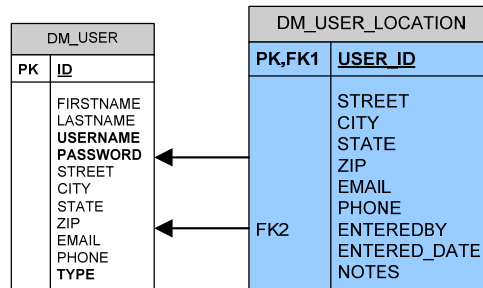 DM_USER
PK ID
FIRSTNAME
LASTNAME
USERNAME
PASSWORD
STREET
CITY
STATE
ZIP
EMAIL
PHONE
TYPE
DM_USER_LOCATION
PK,FK1 USER_ID
STREET
CITY
STATE
ZIP
EMAIL
PHONE
FK2 ENTEREDBY
ENTERED_DATE
NOTES